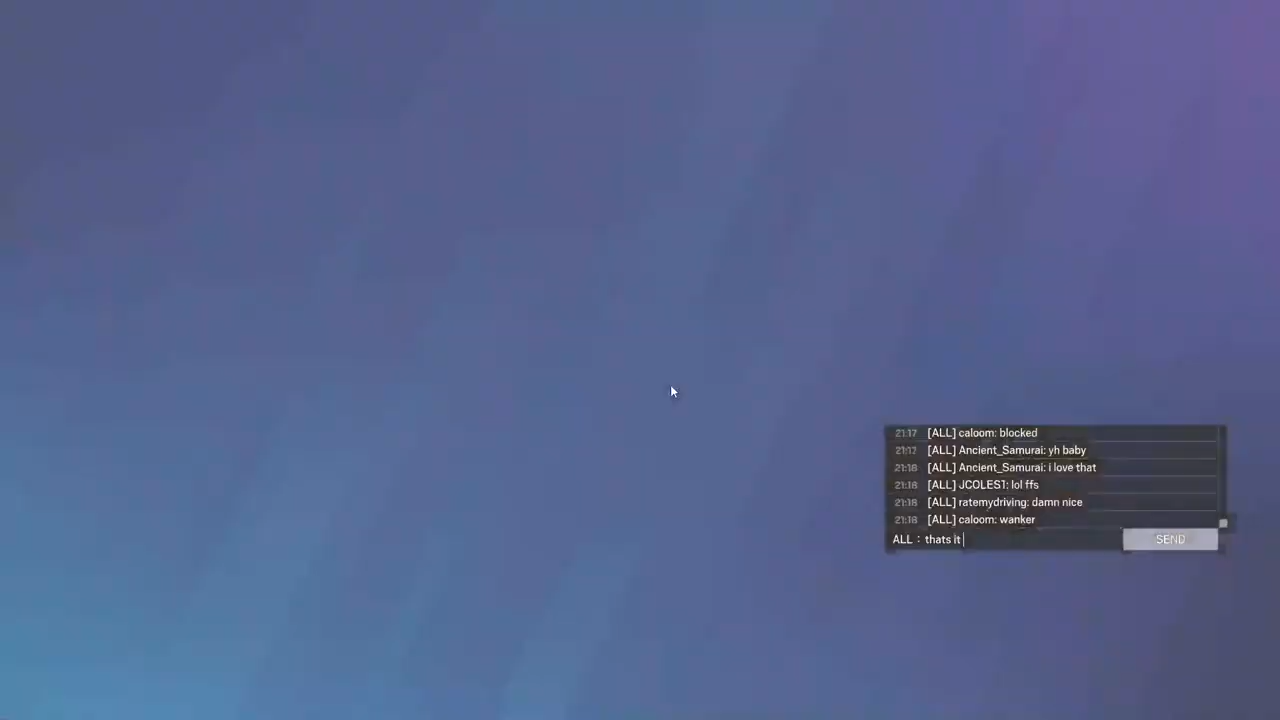 21:17 [ALL] caloom: blocked
21:17 [ALL] Ancient_Samurai: yh baby
21:18 [ALL] Ancient_Samurai: i love that
21:18 [ALL] JCOLES1: lol ffs
21:18 [ALL] ratemydriving: damn nice
21:18 [ALL] caloom: wanker
ALL : thats it
SEND